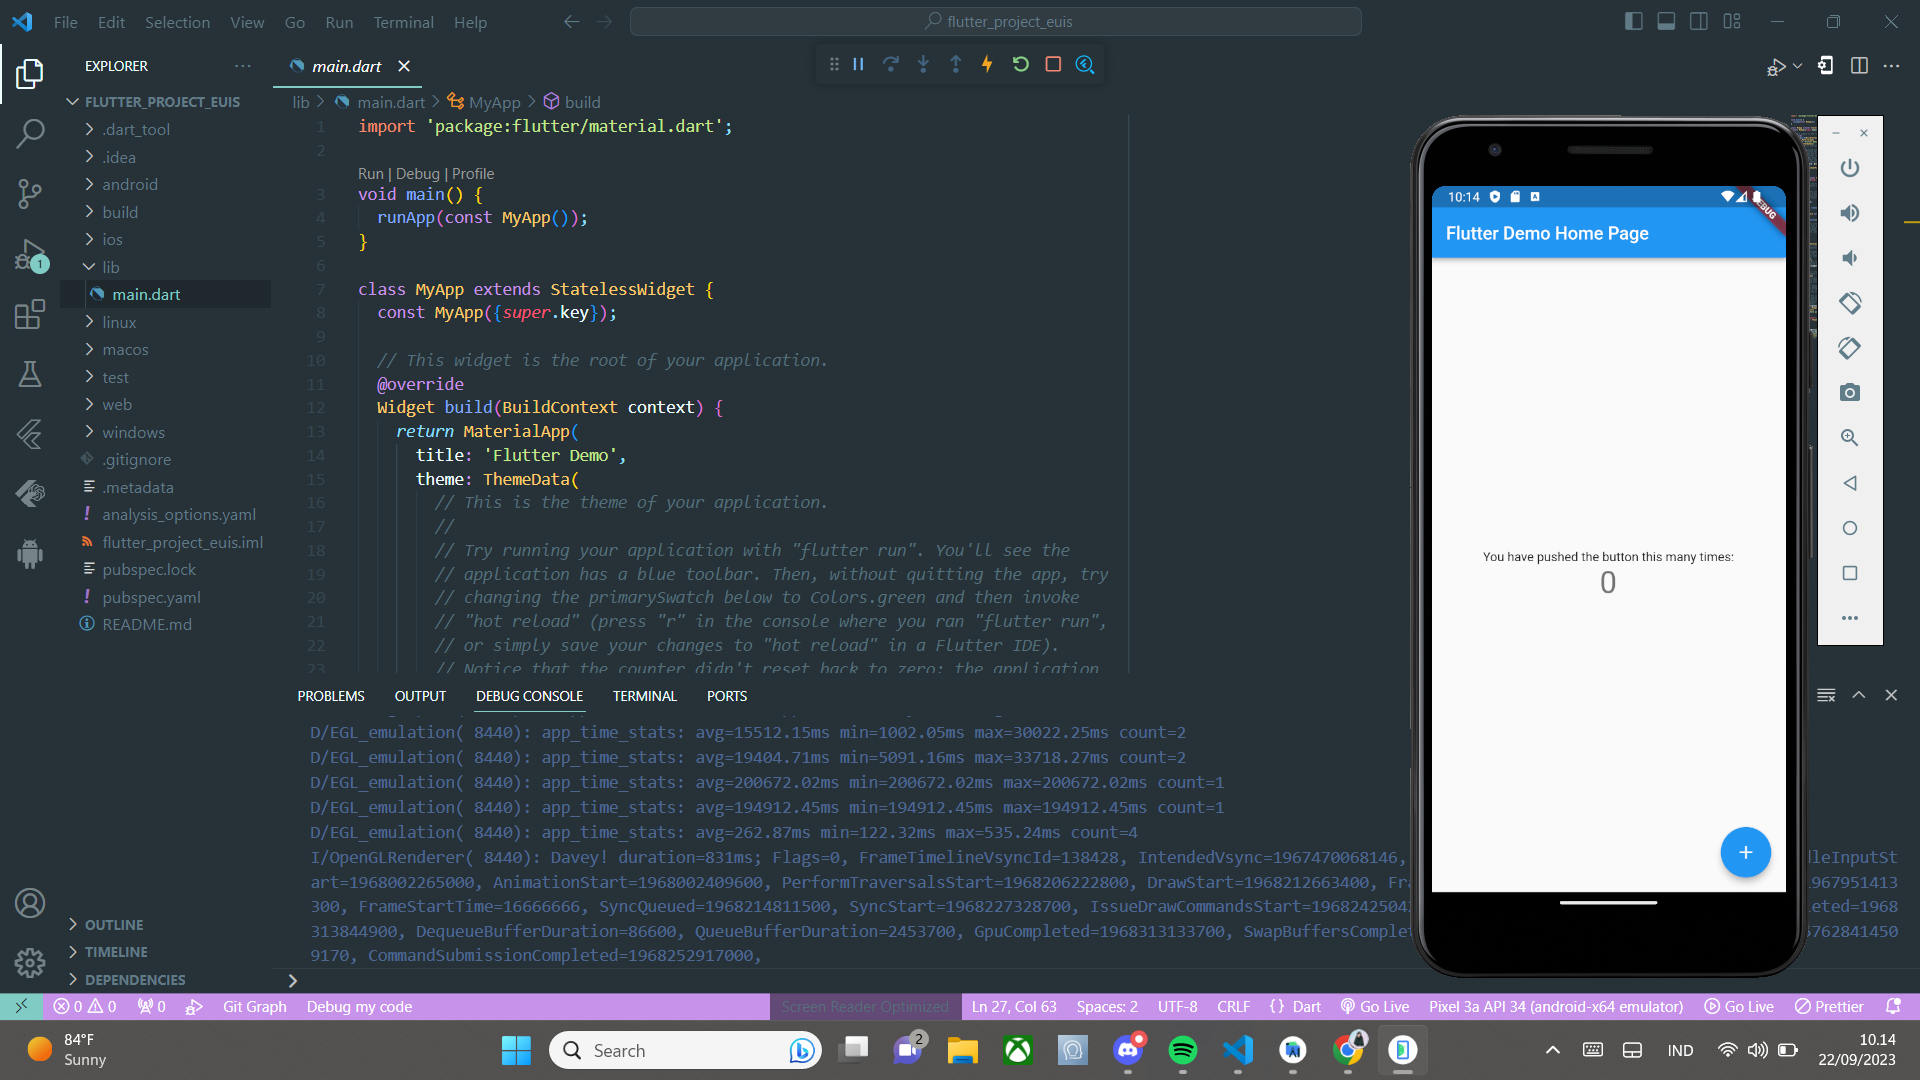 File Edit Selection View Go Run Terminal Help
flutter_project_euis
EXPLORER
FLUTTER_PROJECT_EUIS
.dart_tool
.idea
android
build
ios
lib
main.dart
linux
macos
test
web
windows
.gitignore
.metadata
analysis_options.yaml
flutter_project_euis.iml
pubspec.lock
pubspec.yaml
README.md
OUTLINE
TIMELINE
DEPENDENCIES
1
main.dart
lib > main.dart > MyApp > build
1 import 'package:flutter/material.dart';
2
Run | Debug | Profile
3 void main() {
4 runApp(const MyApp());
5 }
6
7 class MyApp extends StatelessWidget {
8 const MyApp({super.key});
9
10 // This widget is the root of your application.
11 @override
12 Widget build(BuildContext context) {
13 return MaterialApp(
14 title: 'Flutter Demo',
15 theme: ThemeData(
16 // This is the theme of your application.
17 //
18 // Try running your application with "flutter run". You'll see the
19 // application has a blue toolbar. Then, without quitting the app, try
20 // changing the primarySwatch below to Colors.green and then invoke
21 // "hot reload" (press "r" in the console where you ran "flutter run",
22 // or simply save your changes to "hot reload" in a Flutter IDE).
23 // Notice that the counter didn't reset back to zero; the application
10:14
DEBUG
Flutter Demo Home Page
You have pushed the button this many times:
0
PROBLEMS OUTPUT DEBUG CONSOLE TERMINAL PORTS
D/EGL_emulation( 8440): app_time_stats: avg=15512.15ms min=1002.05ms max=30022.25ms count=2
D/EGL_emulation( 8440): app_time_stats: avg=19404.71ms min=5091.16ms max=33718.27ms count=2
D/EGL_emulation( 8440): app_time_stats: avg=200672.02ms min=200672.02ms max=200672.02ms count=1
D/EGL_emulation( 8440): app_time_stats: avg=194912.45ms min=194912.45ms max=194912.45ms count=1
D/EGL_emulation( 8440): app_time_stats: avg=262.87ms min=122.32ms max=535.24ms count=4
I/OpenGLRenderer( 8440): Davey! duration=831ms; Flags=0, FrameTimelineVsyncId=138428, IntendedVsync=1967470068146, dleInputSt
art=1968002265000, AnimationStart=1968002409600, PerformTraversalsStart=1968206222800, DrawStart=1968212663400, Fr 967951413
300, FrameStartTime=16666666, SyncQueued=1968214811500, SyncStart=1968227328700, IssueDrawCommandsStart=196824250 leted=1968
313844900, DequeueBufferDuration=86600, QueueBufferDuration=2453700, GpuCompleted=1968313133700, SwapBuffersComplet 5762841450
9170, CommandSubmissionCompleted=1968252917000,
0 0 0 Git Graph Debug my code Screen Reader Optimized Ln 27, Col 63 Spaces: 2 UTF-8 CRLF {} Dart Go Live Pixel 3a API 34 (android-x64 emulator) Go Live Prettier
84°F
Sunny
Search
2
IND
10.14
22/09/2023